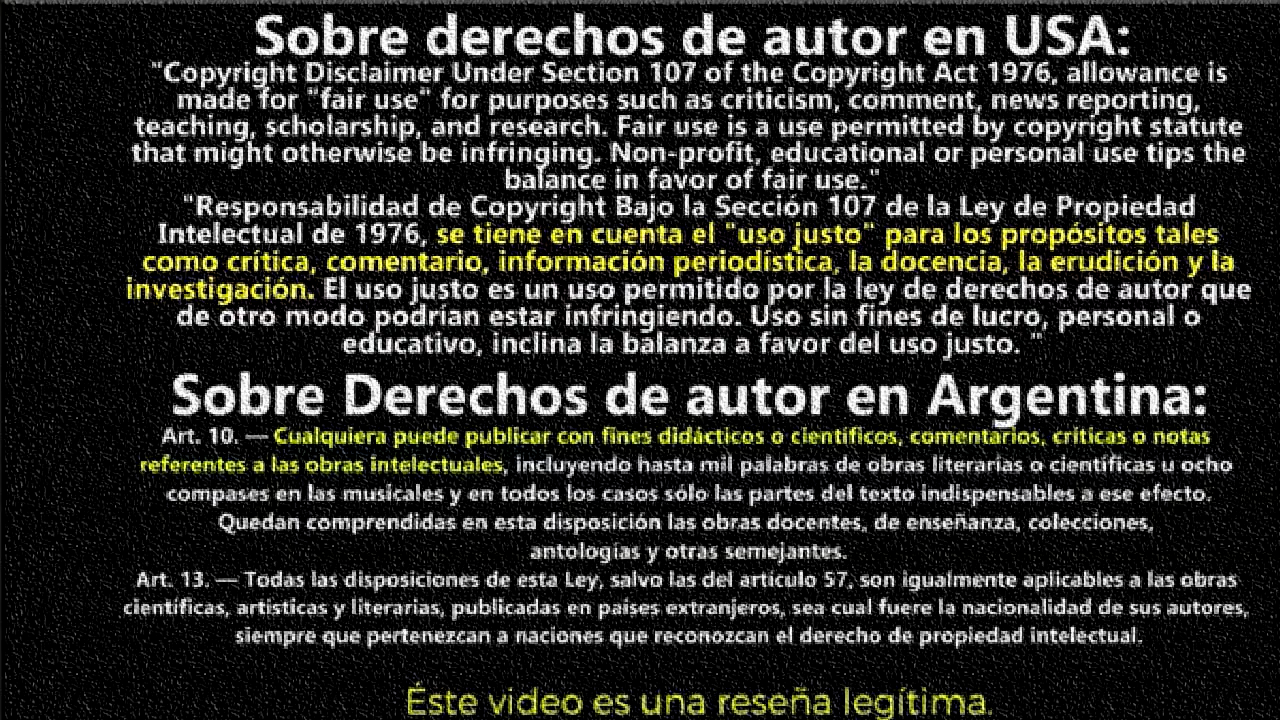 Sobre derechos de autor en USA:
"Copyright Disclaimer Under Section 107 of the Copyright Act 1976, allowance is
made for "fair use" for purposes such as criticism, comment, news reporting,
teaching, scholarship, and research. Fair use is a use permitted by copyright statute
that might otherwise be infringing. Non-profit, educational or personal use tips the
balance in favor of fair use."
"Responsabilidad de Copyright Bajo la Sección 107 de la Ley de Propiedad
Intelectual de 1976, se tiene en cuenta el "uso justo" para los propósitos tales
como crítica, comentario, información periodística, la docencia, la erudición y la
investigación. El uso justo es un uso permitido por la ley de derechos de autor que
de otro modo podrían estar infringiendo. Uso sin fines de lucro, personal o
educativo, inclina la balanza a favor del uso justo. "
Sobre Derechos de autor en Argentina:
Art. 10. — Cualquiera puede publicar con fines didácticos o científicos, comentarios, críticas o notas
referentes a las obras intelectuales, incluyendo hasta mil palabras de obras literarias o científicas u ocho
compases en las musicales y en todos los casos sólo las partes del texto indispensables a ese efecto.
Quedan comprendidas en esta disposición las obras docentes, de enseñanza, colecciones,
antologías y otras semejantes.
Art. 13. — Todas las disposiciones de esta Ley, salvo las del artículo 57, son igualmente aplicables a las obras
científicas, artísticas y literarias, publicadas en países extranjeros, sea cual fuere la nacionalidad de sus autores,
siempre que pertenezcan a naciones que reconozcan el derecho de propiedad intelectual.
Éste video es una reseña legítima.